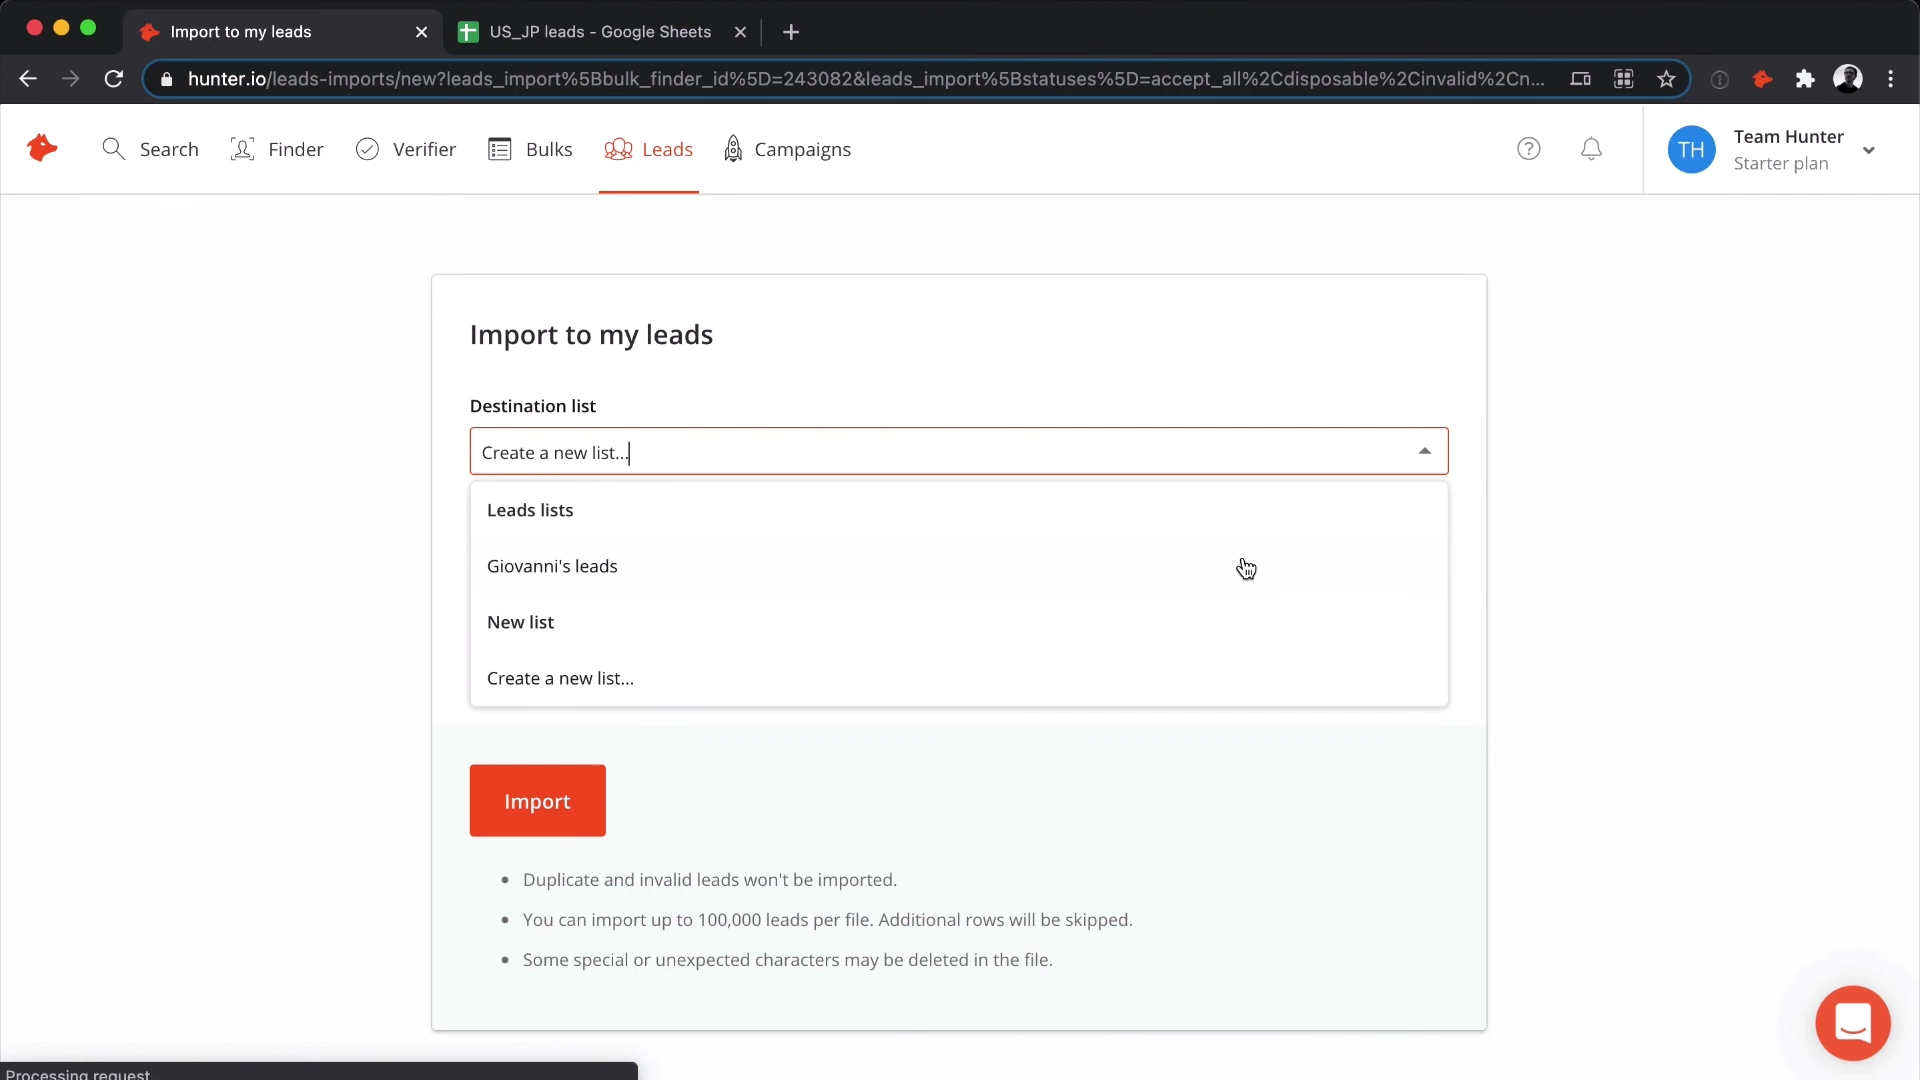 Import to my leads
US_JP leads - Google Sheets
hunter.io/leads-imports/new?leads_import%5Bbulk_finder_id%5D=243082&leads_import%5Bstatuses%5D=accept_all%2Cdisposable%2Cinvalid%2Cn...
Search
Finder
Verifier
Bulks
Leads
Campaigns
TH
Team Hunter
Starter plan
Import to my leads
Destination list
Create a new list...
Leads lists
Giovanni's leads
New list
Create a new list...
Import
Duplicate and invalid leads won't be imported.
You can import up to 100,000 leads per file. Additional rows will be skipped.
Some special or unexpected characters may be deleted in the file.
Processing request